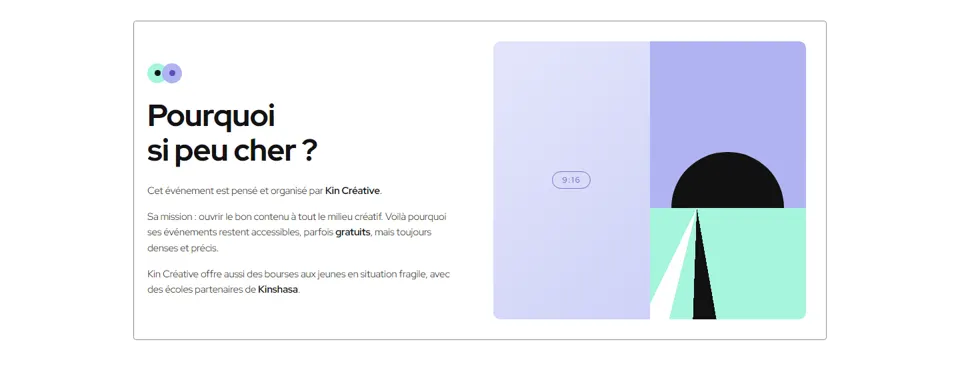 Pourquoi
si peu cher ?
Cet événement est pensé et organisé par Kin Créative.
Sa mission : ouvrir le bon contenu à tout le milieu créatif. Voilà pourquoi
ses événements restent accessibles, parfois gratuits, mais toujours
denses et précis.
Kin Créative offre aussi des bourses aux jeunes en situation fragile, avec
des écoles partenaires de Kinshasa.
9:16